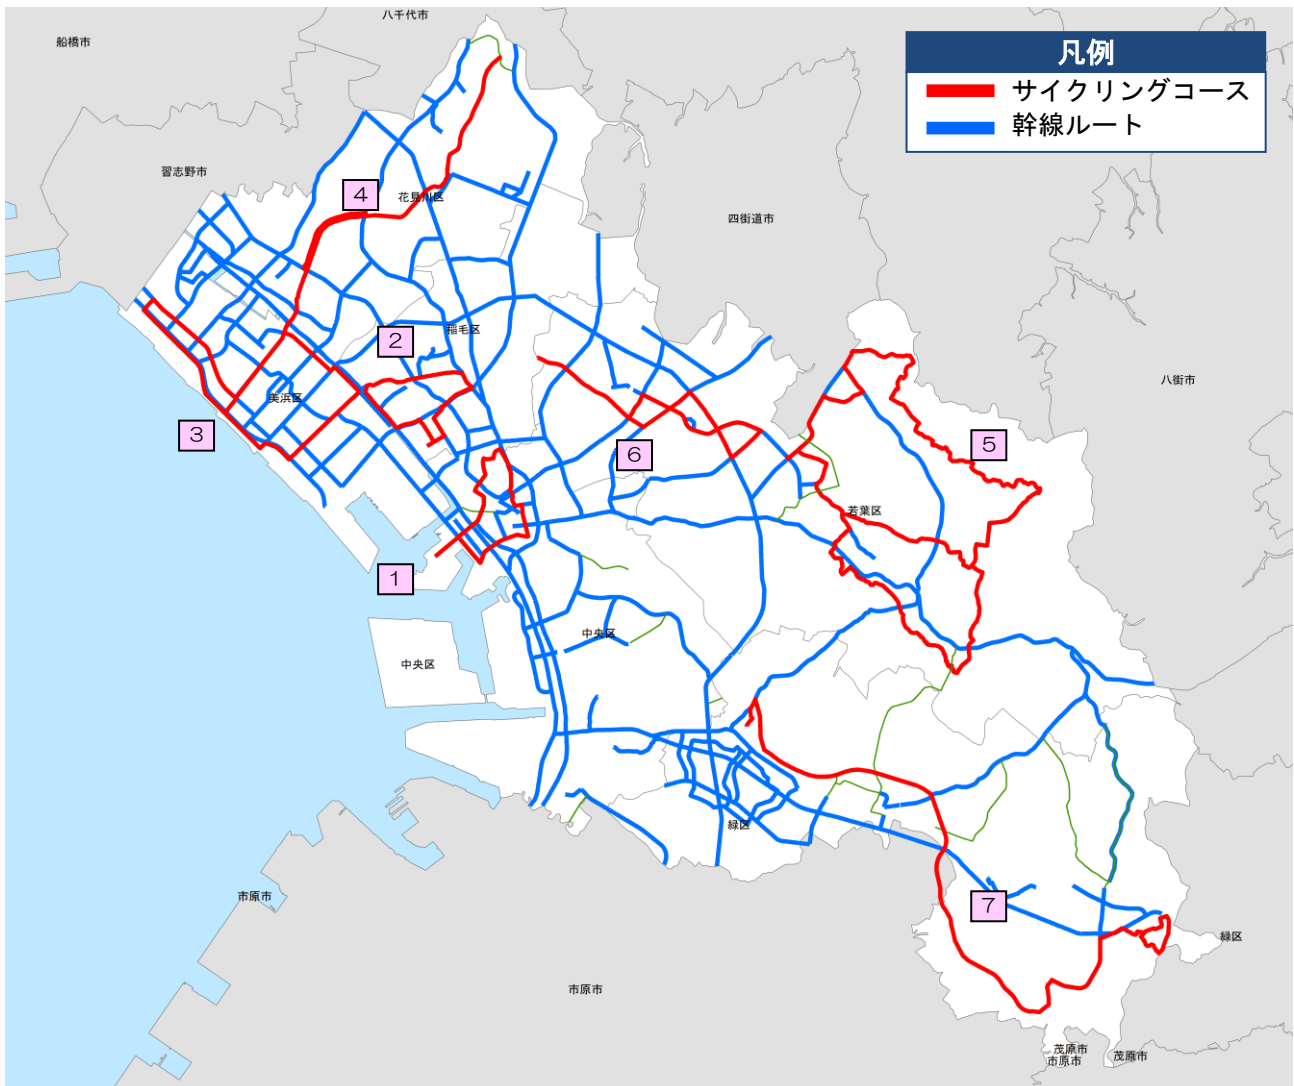 八千代市
船橋市
凡例
サイクリングコース
幹線ルート
習志野市
4
花見川区
四街道市
2
稲毛区
八街市
美浜区
3
5
6
若葉区
1
中央区
中央区
緑区
市原市
7
緑区
市原市
茂原市
市原市
茂原市